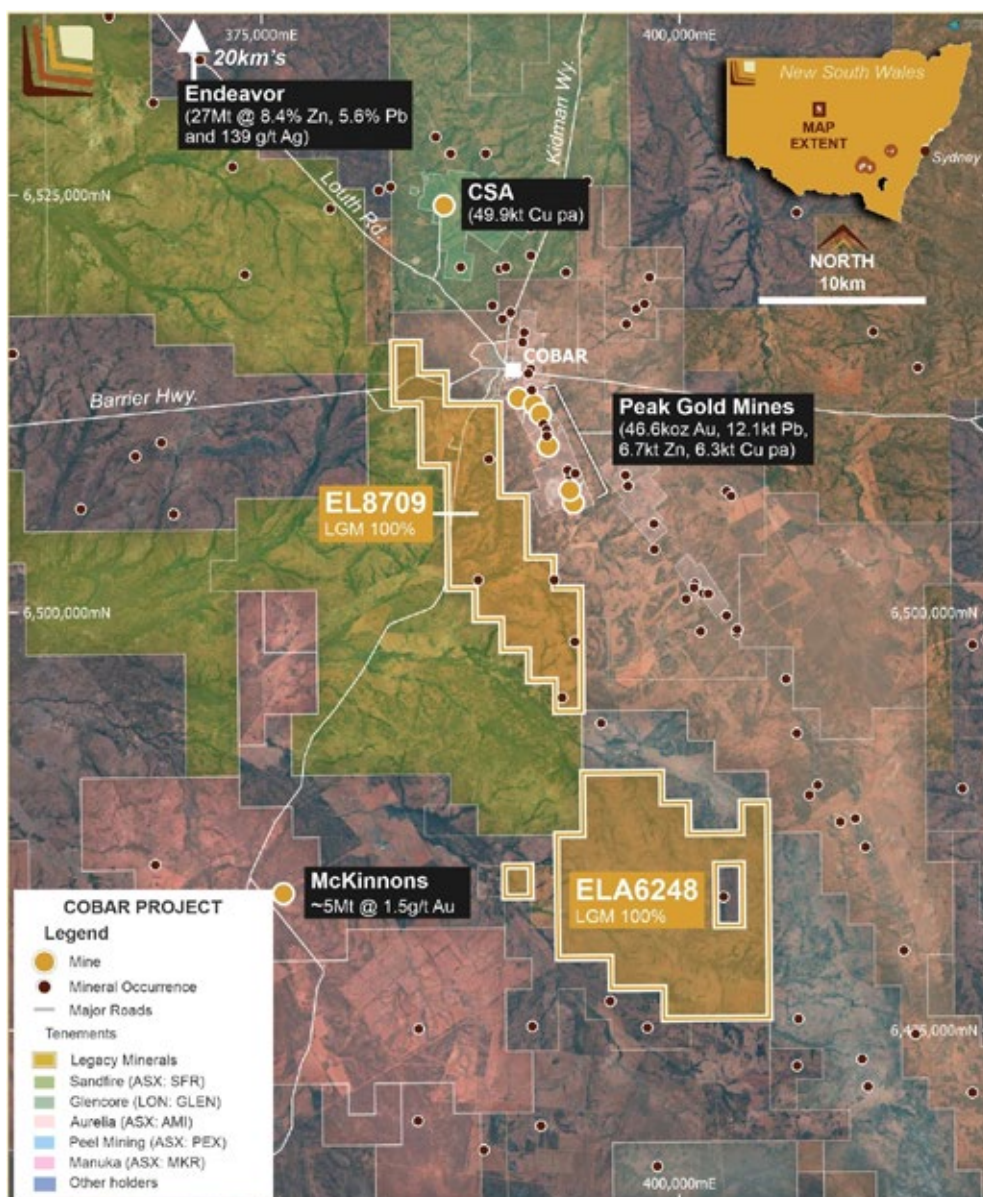 375,000mE
400,000mE
20km's
Endeavor
(27Mt @ 8.4% Zn, 5.6% Pb
and 139 g/t Ag)
Louth Rd.
Kidman Wy.
New South Wales
MAP
EXTENT
Sydney
6,525,000mN
CSA
(49.9kt Cu pa)
NORTH
10km
COBAR
Barrier Hwy.
Peak Gold Mines
(46.6koz Au, 12.1kt Pb,
6.7kt Zn, 6.3kt Cu pa)
EL8709
LGM 100%
6,500,000mN
6,500,000mN
McKinnons
~5Mt @ 1.5g/t Au
ELA6248
LGM 100%
COBAR PROJECT
Legend
Mine
Mineral Occurrence
Major Roads
Tenements
Legacy Minerals
Sandfire (ASX: SFR)
Glencore (LON: GLEN)
Aurelia (ASX: AMI)
Peel Mining (ASX: PEX)
Manuka (ASX: MKR)
Other holders
400,000mE